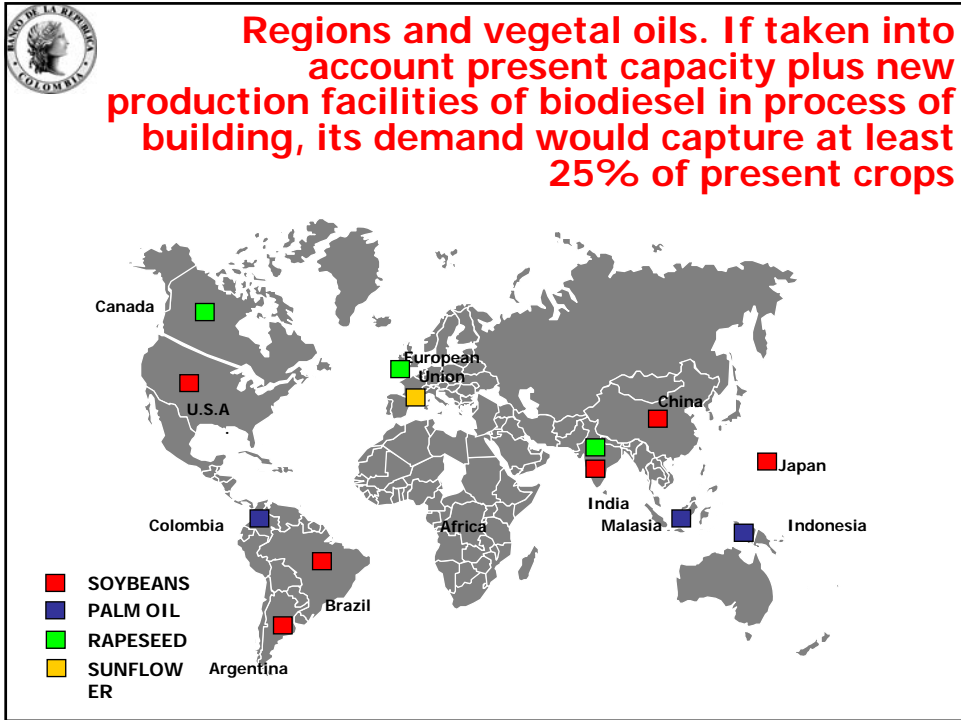 BANCO DE LA REPUBLICA
COLOMBIA
Regions and vegetal oils. If taken into
account present capacity plus new
production facilities of biodiesel in process of
building, its demand would capture at least
25% of present crops
Canada
European
Union
U.S.A
.
China
Japan
India
Colombia
Africa
Malasia
Indonesia
Brazil
Argentina
SOYBEANS
PALM OIL
RAPESEED
SUNFLOW
ER